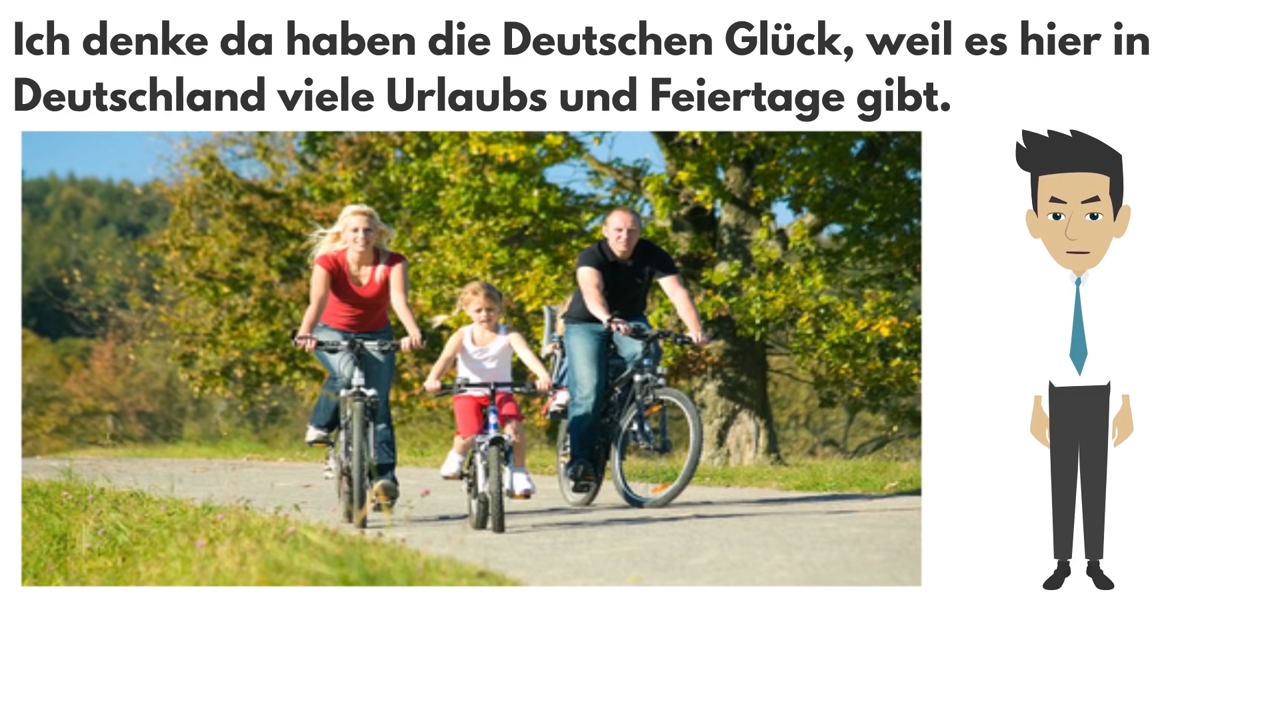 Ich denke da haben die Deutschen Glück, weil es hier in
Deutschland viele Urlaubs und Feiertage gibt.